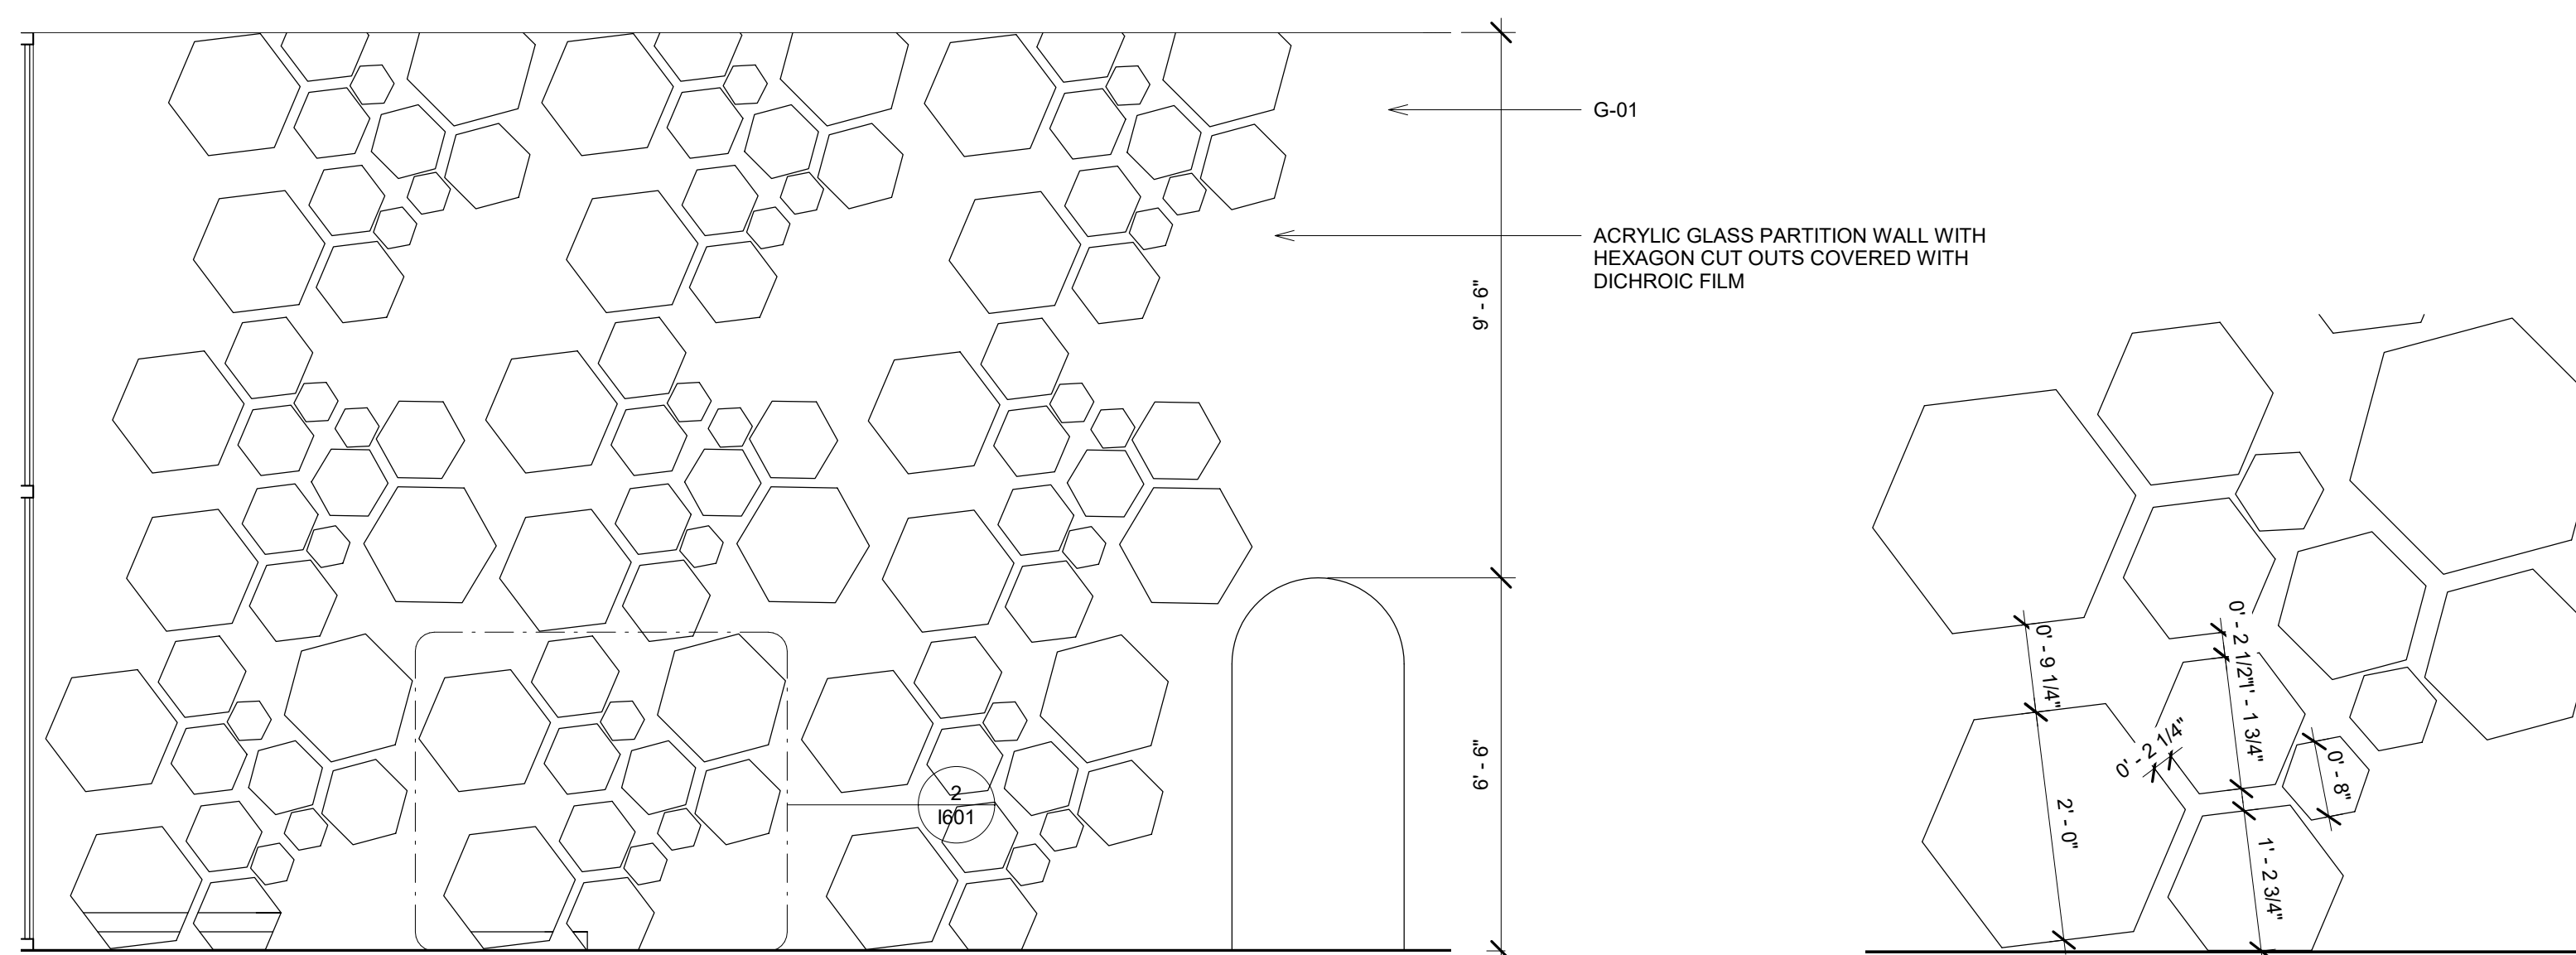 G-01
ACRYLIC GLASS PARTITION WALL WITH
HEXAGON CUT OUTS COVERED WITH
DICHROIC FILM
9' - 6"
6' - 6"
2
I601
0' - 9 1/4"
0' - 2 1/2"
1' - 1 3/4"
0' - 2 1/4"
0' - 8"
2' - 0"
1' - 2 3/4"